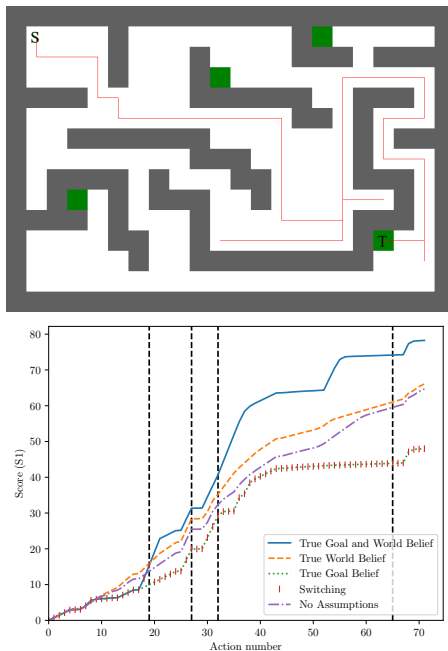 S
T
80
70
60
50
40
30
20
10
0
Score (S1)
True Goal and World Belief
True World Belief
True Goal Belief
Switching
No Assumptions
0 10 20 30 40 50 60 70
Action number